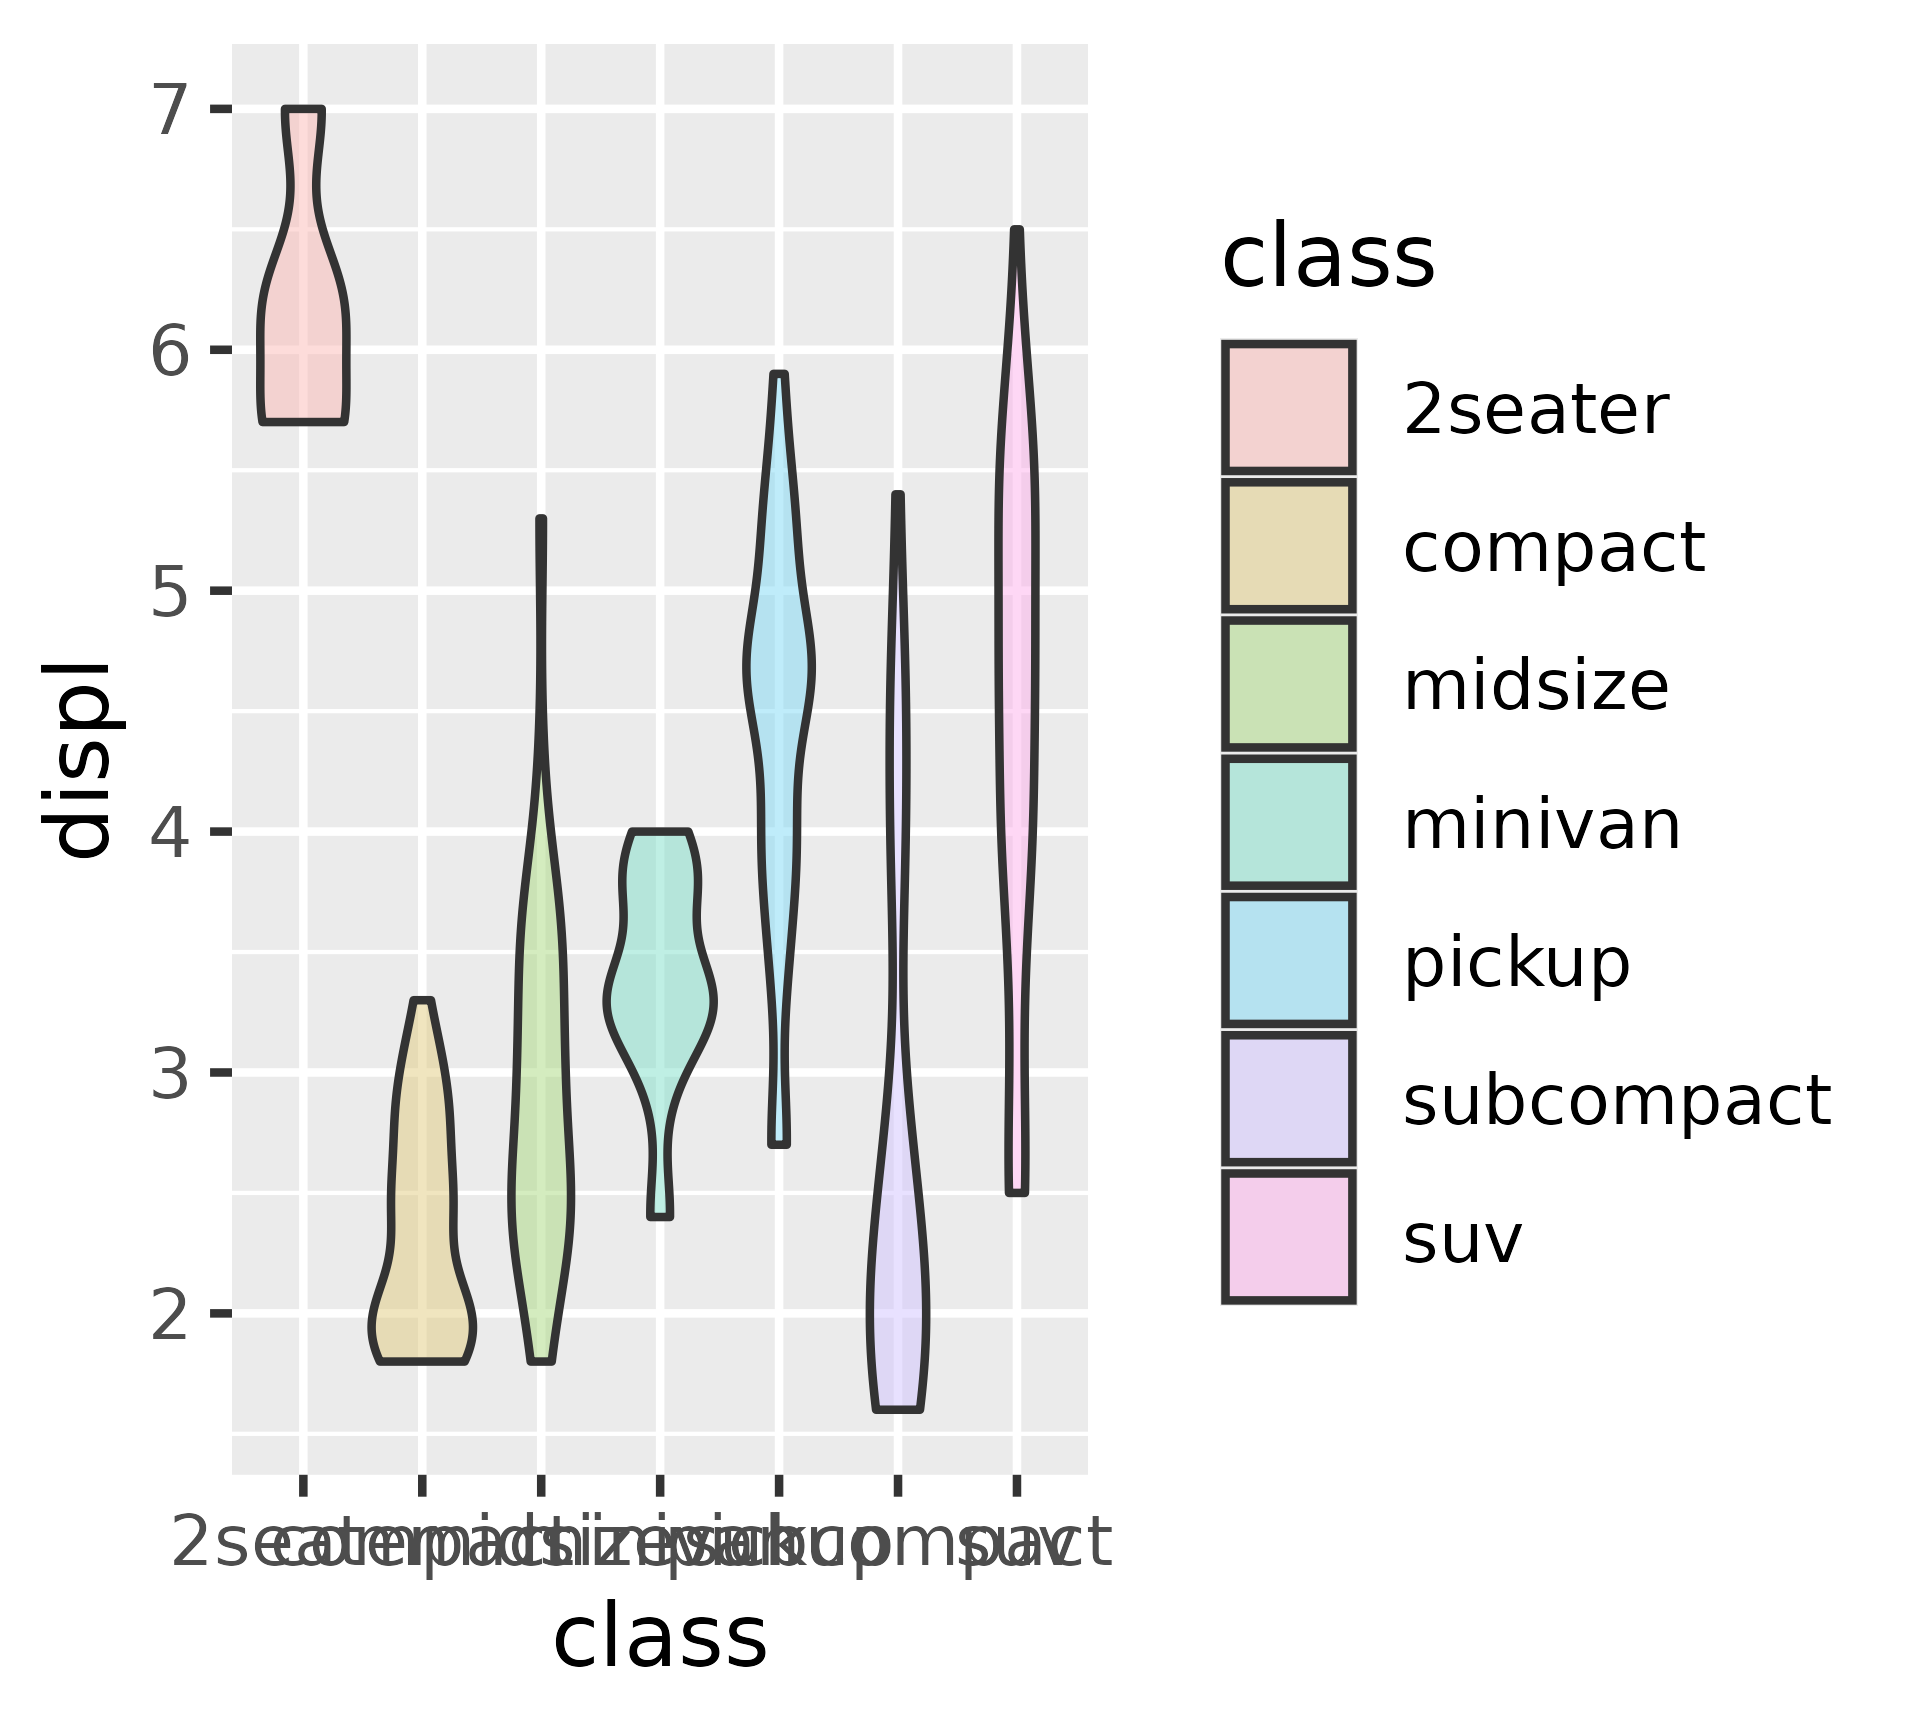 7
6
5
4
3
2
displ
2seater compact midsize minivan pickup subcompact suv
class
class
2seater
compact
midsize
minivan
pickup
subcompact
suv